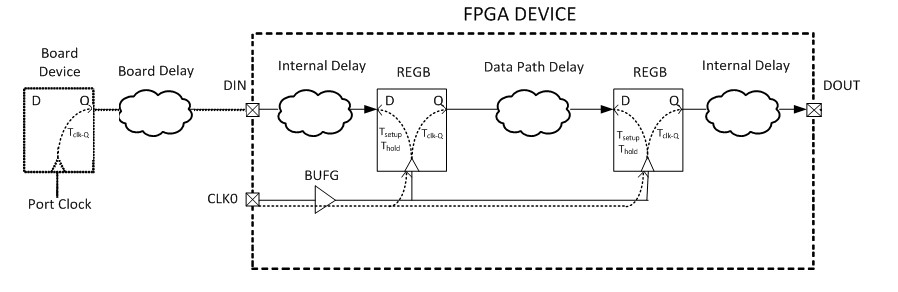 FPGA DEVICE
Board
Device
Board Delay
DIN
Internal Delay
REGB
Data Path Delay
REGB
Internal Delay
DOUT
D
Q
Tclk-Q
D
Q
Tsetup
Thold
Tclk-Q
D
Q
Tsetup
Thold
Tclk-Q
BUFG
CLK0
Port Clock